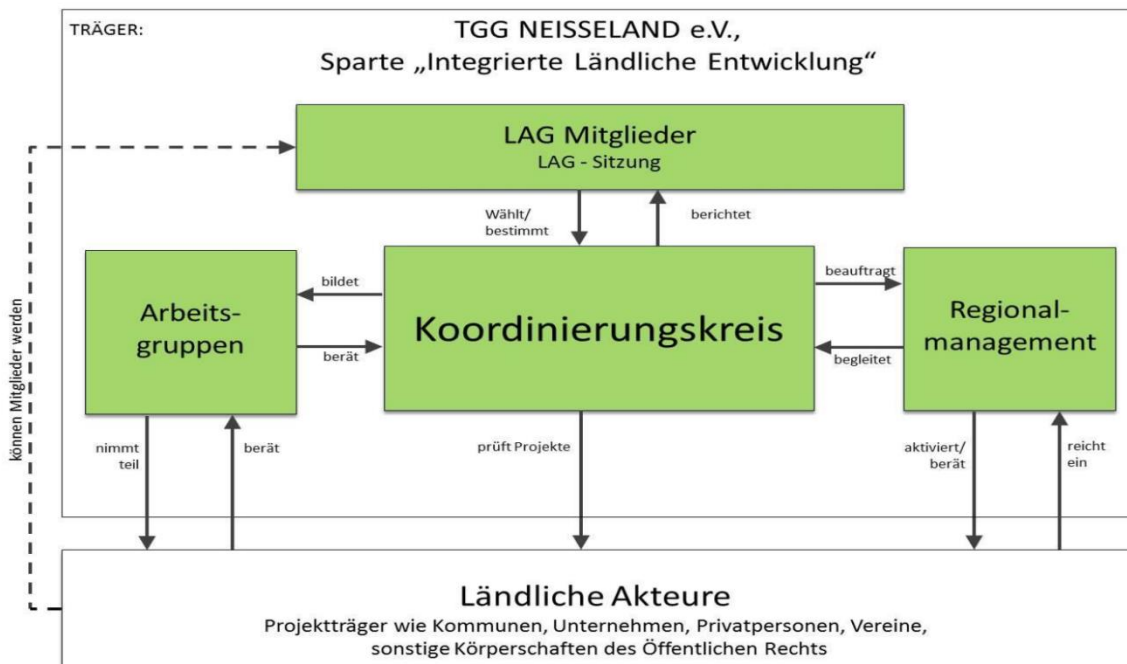 TRÄGER:
TGG NEISSELAND e.V.,
Sparte „Integrierte Ländliche Entwicklung“
LAG Mitglieder
LAG - Sitzung
Wählt/
bestimmt
berichtet
Arbeits-
gruppen
bildet
berät
Koordinierungskreis
beauftragt
begleitet
Regional-
management
können Mitglieder werden
nimmt
teil
berät
prüft Projekte
aktiviert/
berät
reicht
ein
Ländliche Akteure
Projektträger wie Kommunen, Unternehmen, Privatpersonen, Vereine,
sonstige Körperschaften des Öffentlichen Rechts